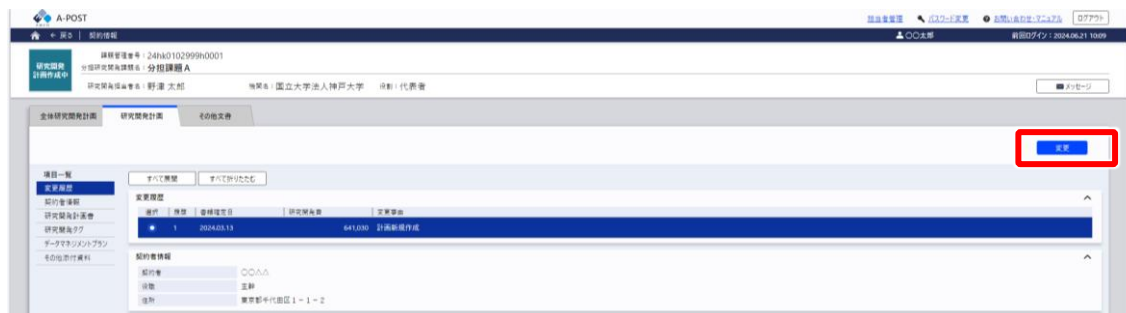 A-POST
担当者管理 パスワード変更 お問い合わせ・マニュアル ログアウト
← 戻る | 契約情報 〇〇太郎 前回ログイン：2024.06.21 10:09
研究開発
計画作成中
課題管理番号：24hk0102999h0001
分担研究開発課題名：分担課題 A
研究開発担当者名：野津 太郎 機関名：国立大学法人神戸大学 役割：代表者 メッセージ
全体研究開発計画 研究開発計画 その他文書
変更
項目一覧
変更履歴
契約者情報
研究開発計画書
研究開発タグ
データマネジメントプラン
その他添付資料
すべて展開 すべて折りたたむ
変更履歴
選択 履歴 書類確定日 研究開発費 変更事由
1 2024.03.13 641,030 計画新規作成
契約者情報
契約者 〇〇△△
役職 主幹
住所 東京都千代田区１－１－２